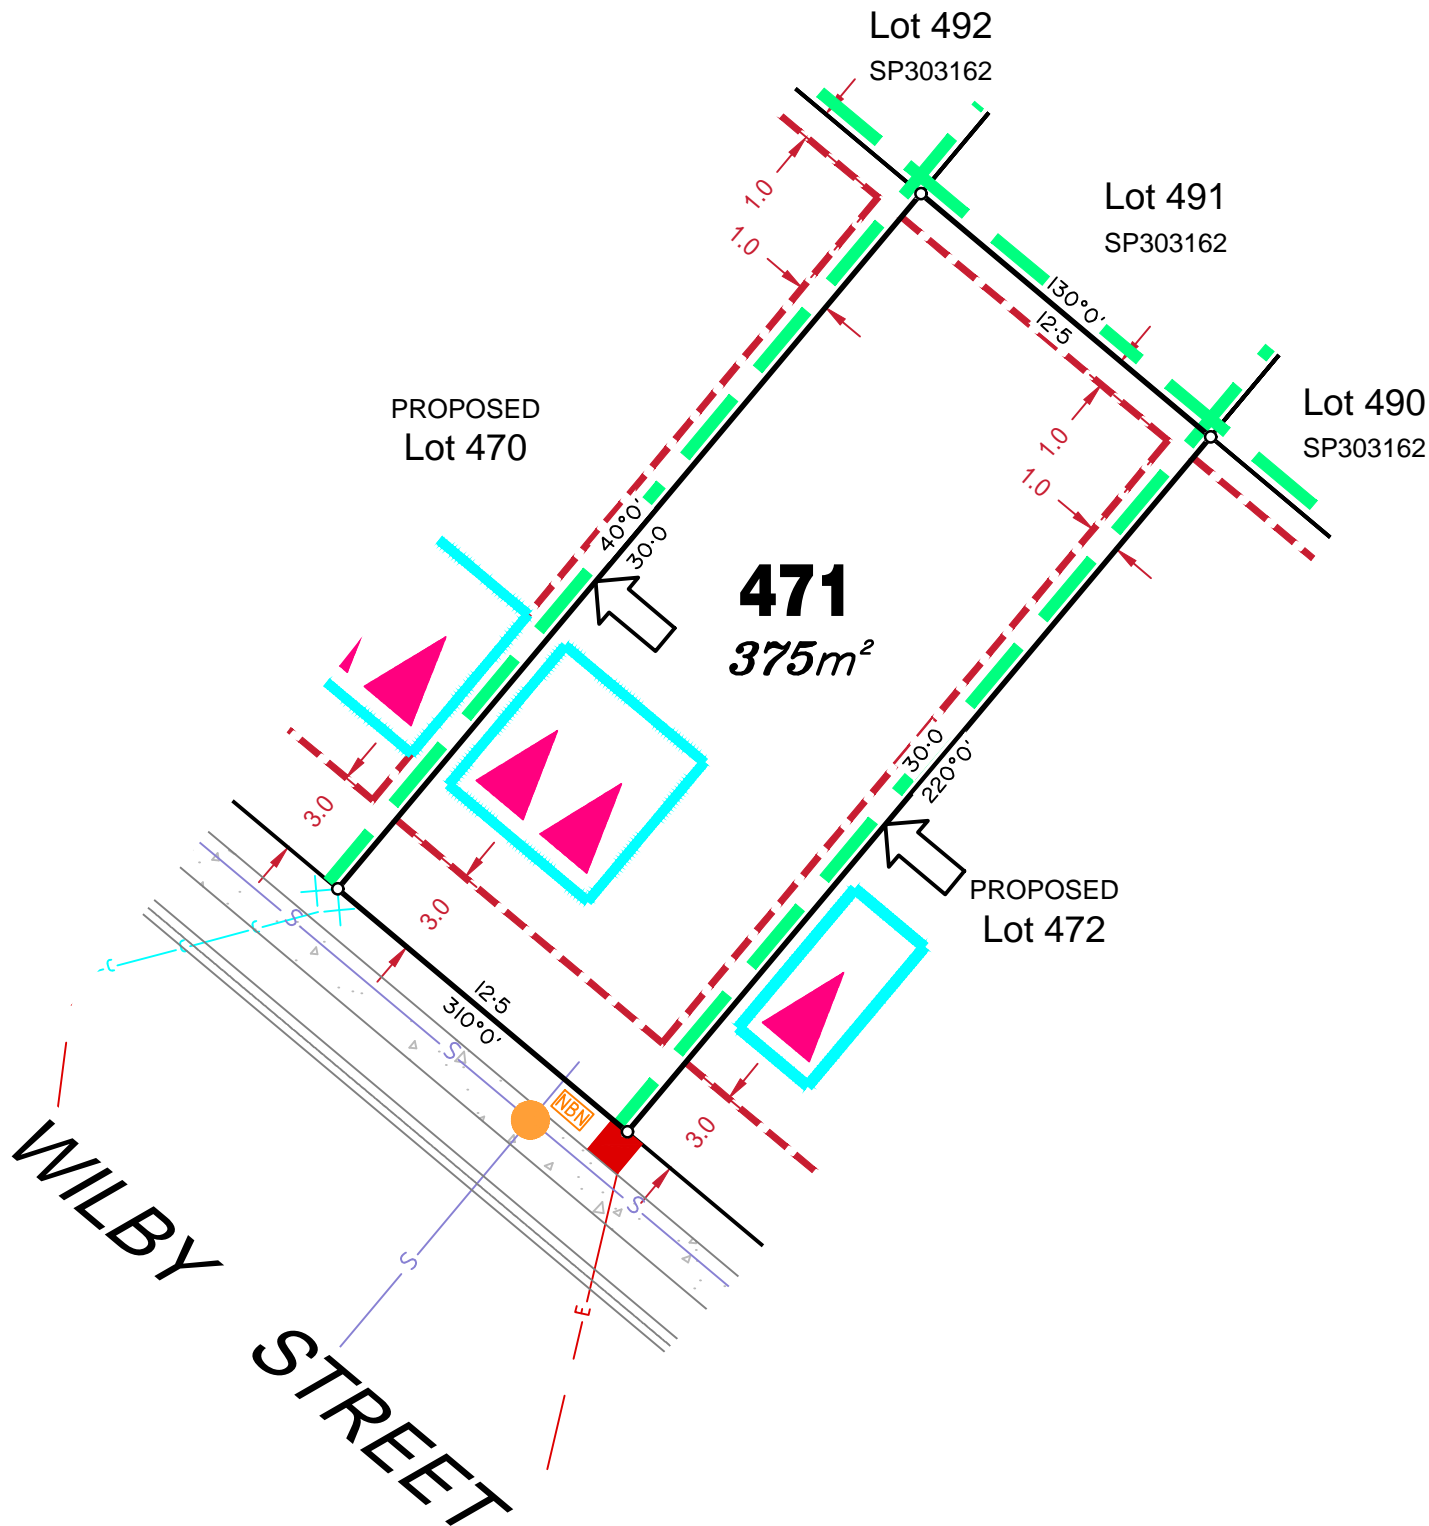 Lot 492
SP303162
Lot 491
SP303162
1.0
1.0
130°0'
12·5
Lot 490
SP303162
PROPOSED
Lot 470
1.0
1.0
40°0'
30·0
471
375m²
30·0
220°0'
3.0
PROPOSED
Lot 472
3.0
12·5
310°0'
S
S
NBN
3.0
S
S
E
WILBY STREET